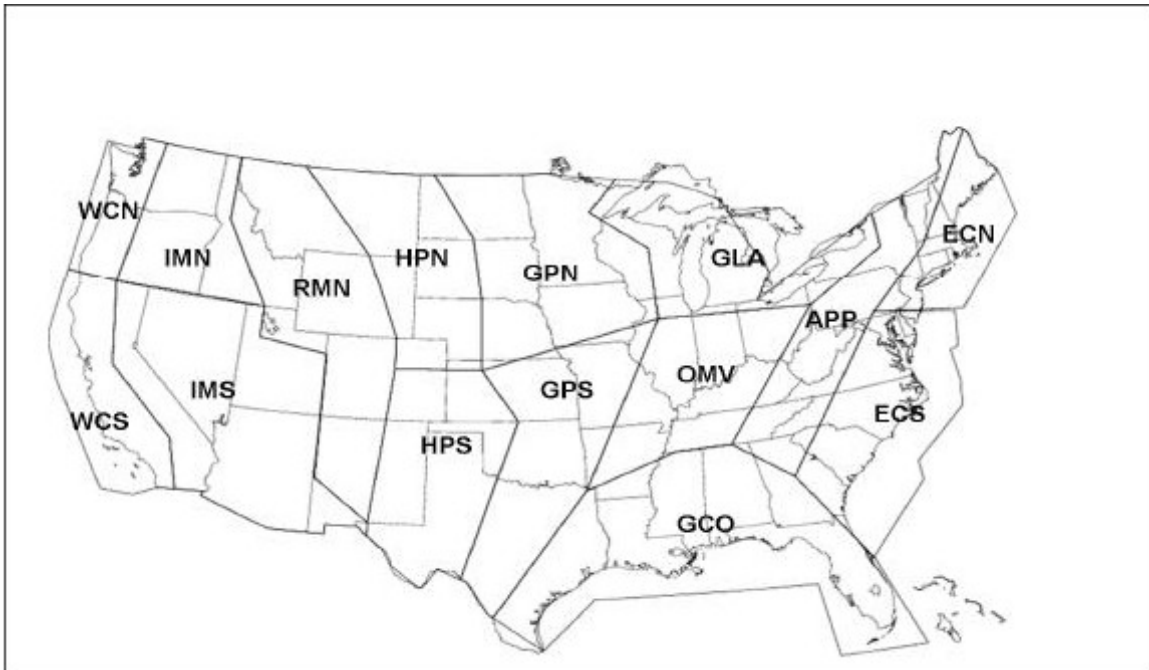 WCN
ECN
IMN
HPN
GLA
GPN
RMN
APP
OMV
IMS
GPS
WCS
ECS
HPS
GCO